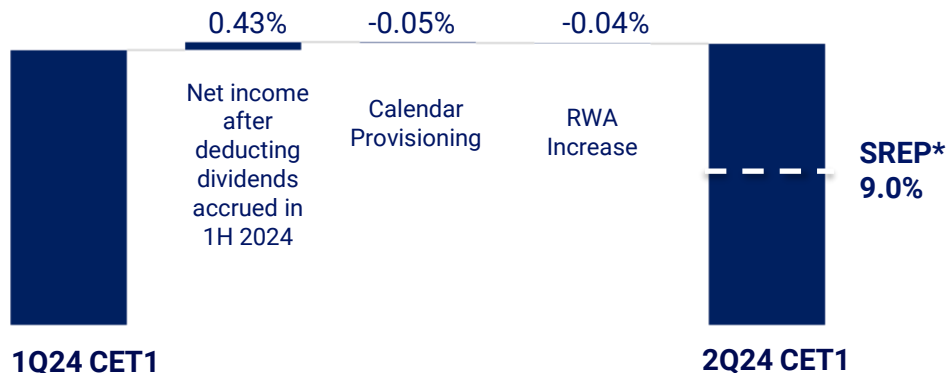 0.43%
-0.05%
-0.04%
Net income
after
deducting
dividends
accrued in
1H 2024
Calendar
Provisioning
RWA
Increase
SREP*
9.0%
1Q24 CET1
2Q24 CET1